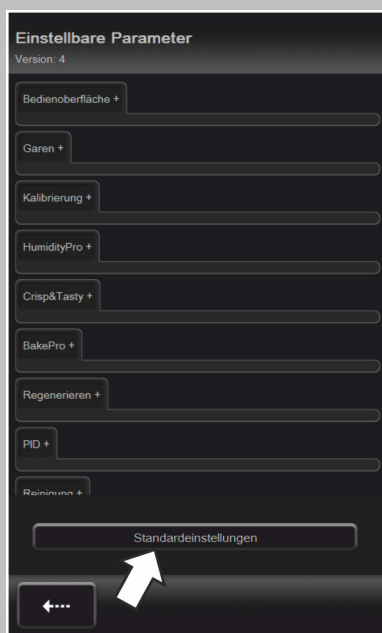 Einstellbare Parameter
Version: 4
Bedienoberfläche +
Garen +
Kalibrierung +
HumidityPro +
Crisp&Tasty +
BakePro +
Regenerieren +
PID +
Reinigung +
Standardeinstellungen